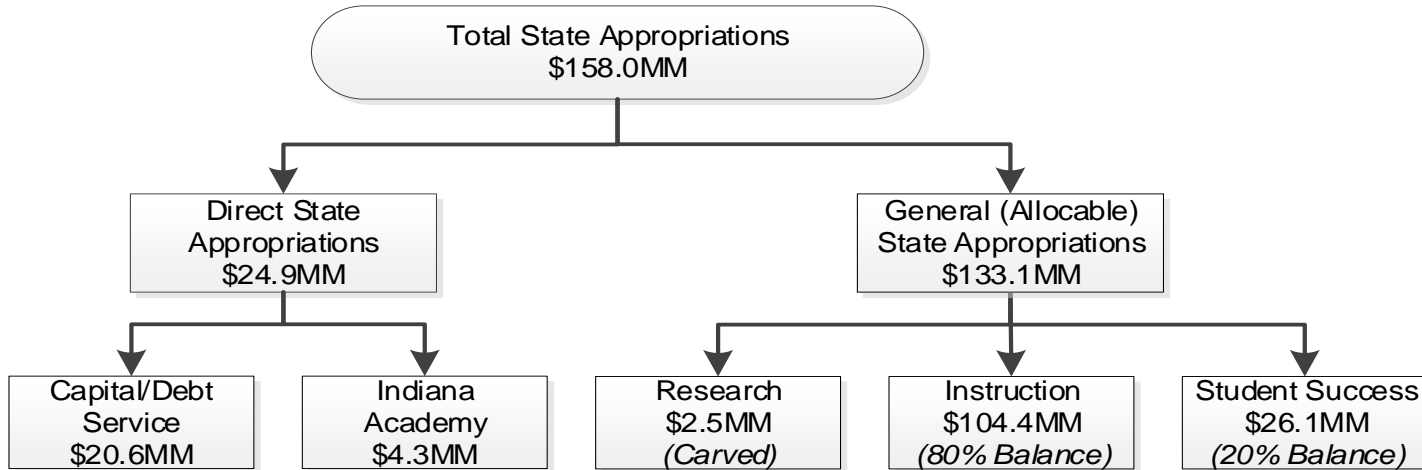 Total State Appropriations
$158.0MM
Direct State
Appropriations
$24.9MM
General (Allocable)
State Appropriations
$133.1MM
Capital/Debt
Service
$20.6MM
Indiana
Academy
$4.3MM
Research
$2.5MM
(Carved)
Instruction
$104.4MM
(80% Balance)
Student Success
$26.1MM
(20% Balance)